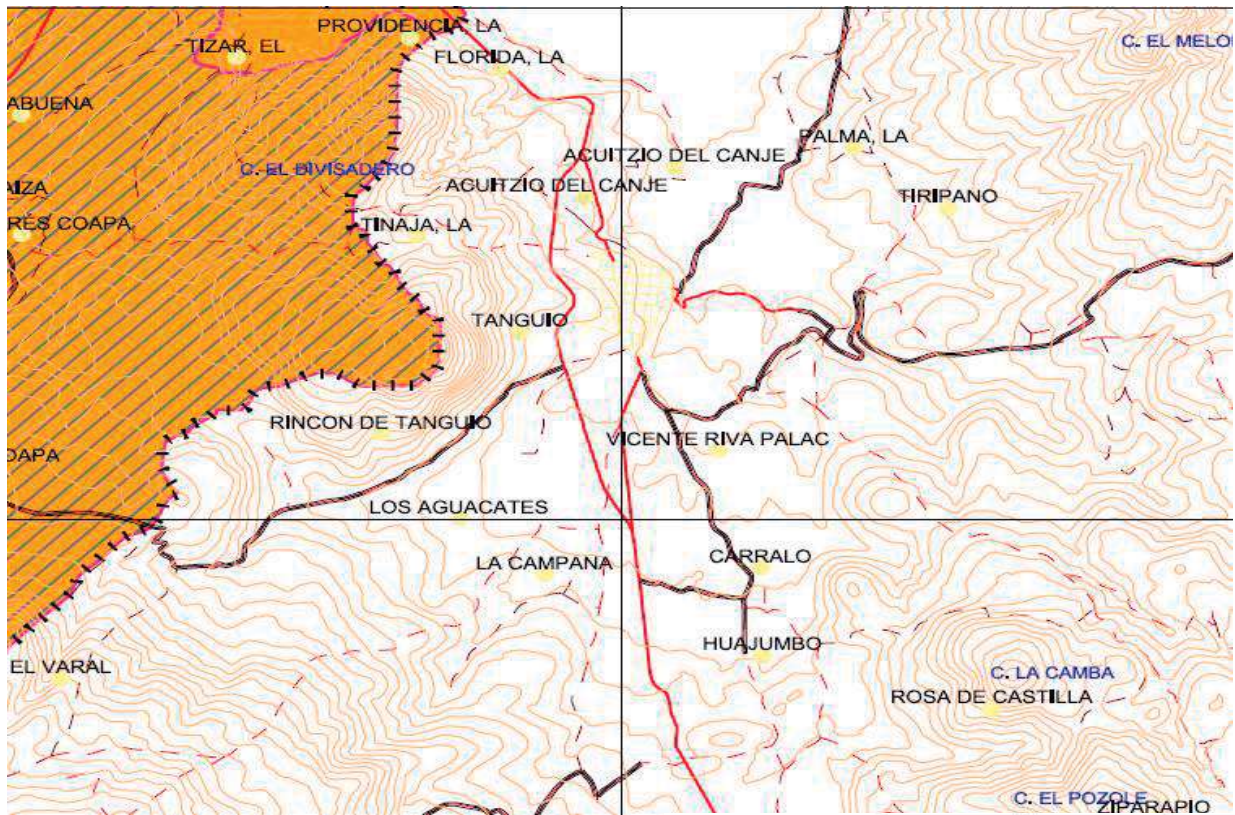 PROVIDENCIA, LA
TIZAR, EL
FLORIDA, LA
C. EL MELO
ABUENA
PALMA, LA
ACUITZIO DEL CANJE
C. EL DIVISADERO
ACUITZIO DEL CANJE
AIZA
TIRIPANO
RÉS COAPA
TINAJA, LA
TANGUIO
RINCON DE TANGUIO
VICENTE RIVA PALAC
OAPA
LOS AGUACATES
LA CAMPAÑA
CARRALO
HUAJUMBO
EL VARAL
C. LA CAMBA
ROSA DE CASTILLA
C. EL POZOLE
ZIPARAPIO